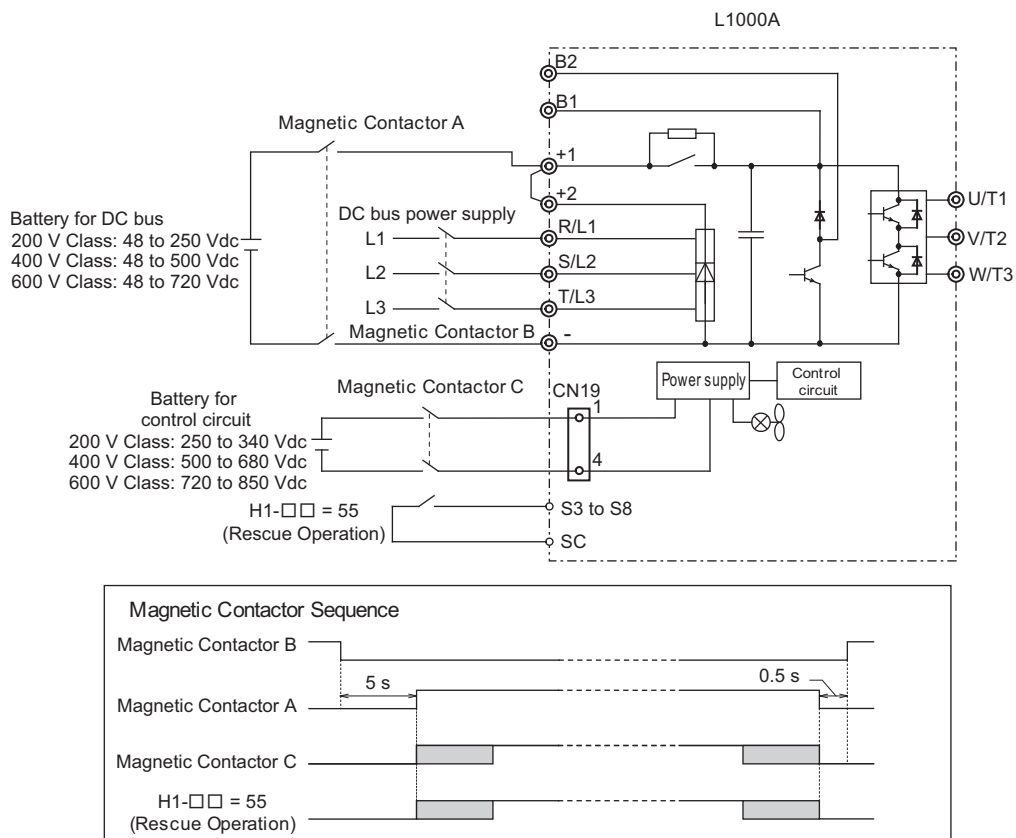 L1000A
B2
B1
Magnetic Contactor A
+1
+2
Battery for DC bus
200 V Class: 48 to 250 Vdc
400 V Class: 48 to 500 Vdc
600 V Class: 48 to 720 Vdc
DC bus power supply
L1
L2
L3
R/L1
S/L2
T/L3
Magnetic Contactor B
-
U/T1
V/T2
W/T3
Battery for
control circuit
200 V Class: 250 to 340 Vdc
400 V Class: 500 to 680 Vdc
600 V Class: 720 to 850 Vdc
Magnetic Contactor C
CN19
1
4
Power supply
Control
circuit
H1-□□ = 55
(Rescue Operation)
S3 to S8
SC
Magnetic Contactor Sequence
Magnetic Contactor B
5 s
0.5 s
Magnetic Contactor A
Magnetic Contactor C
H1-□□ = 55
(Rescue Operation)